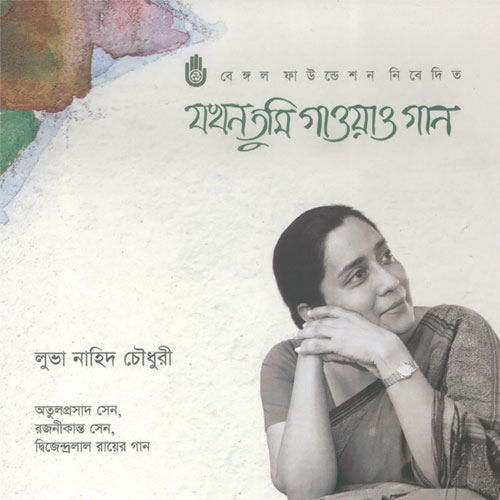 বেঙ্গল ফাউন্ডেশন নিবেদিত
যখন তুমি গাওয়াও গান
লুভা নাহিদ চৌধুরী
অতুলপ্রসাদ সেন,
রজনীকান্ত সেন,
দ্বিজেন্দ্রলাল রায়ের গান